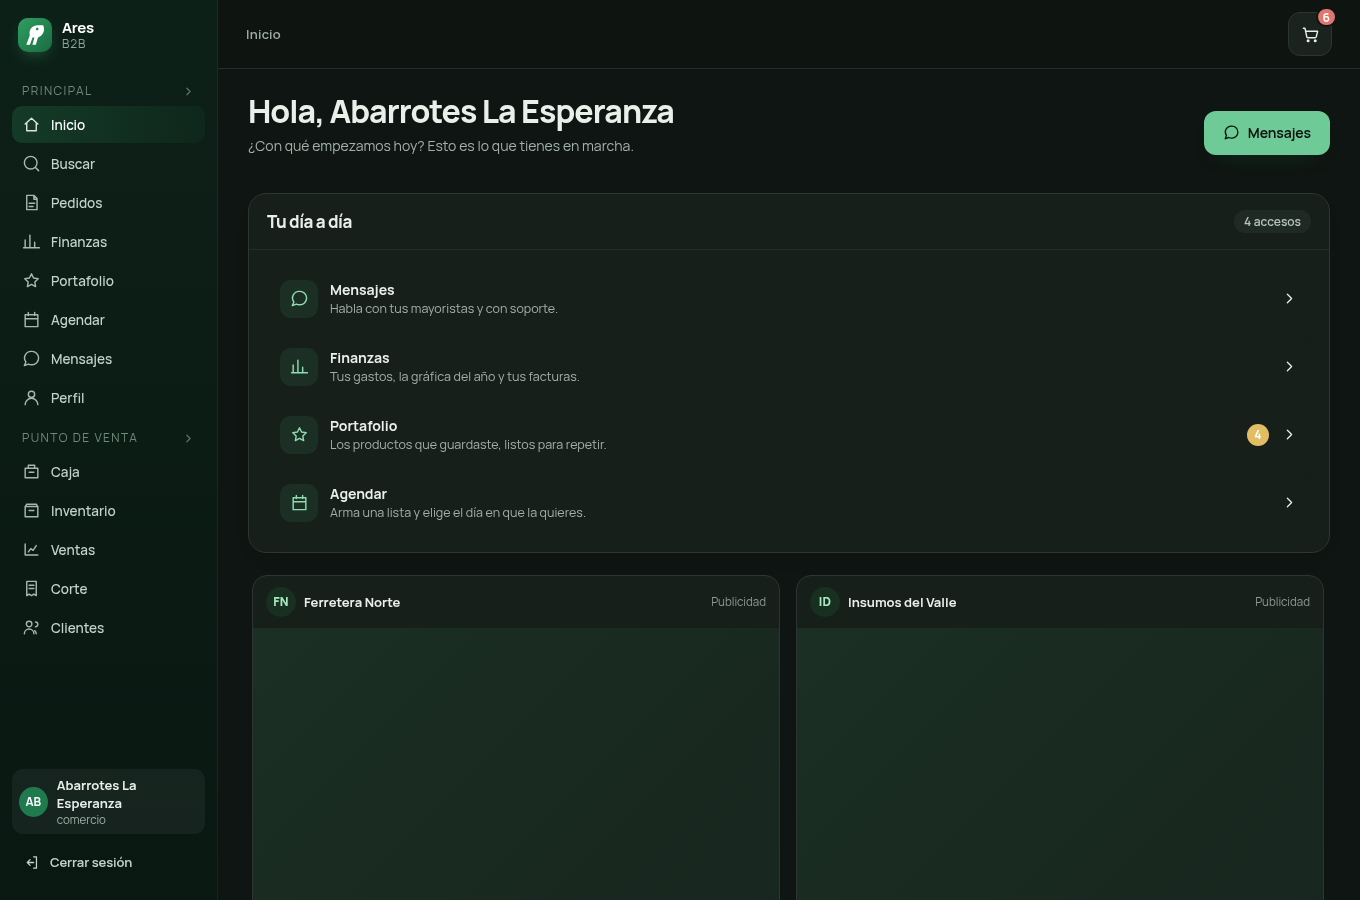 Ares
B2B
PRINCIPAL
Inicio
Buscar
Pedidos
Finanzas
Portafolio
Agendar
Mensajes
Perfil
PUNTO DE VENTA
Caja
Inventario
Ventas
Corte
Clientes
AB
Abarrotes La
Esperanza
comercio
Cerrar sesión
Inicio
6
Hola, Abarrotes La Esperanza
¿Con qué empezamos hoy? Esto es lo que tienes en marcha.
Mensajes
Tu día a día
4 accesos
Mensajes
Habla con tus mayoristas y con soporte.
Finanzas
Tus gastos, la gráfica del año y tus facturas.
Portafolio
Los productos que guardaste, listos para repetir.
4
Agendar
Arma una lista y elige el día en que la quieres.
FN
Ferretera Norte
Publicidad
ID
Insumos del Valle
Publicidad